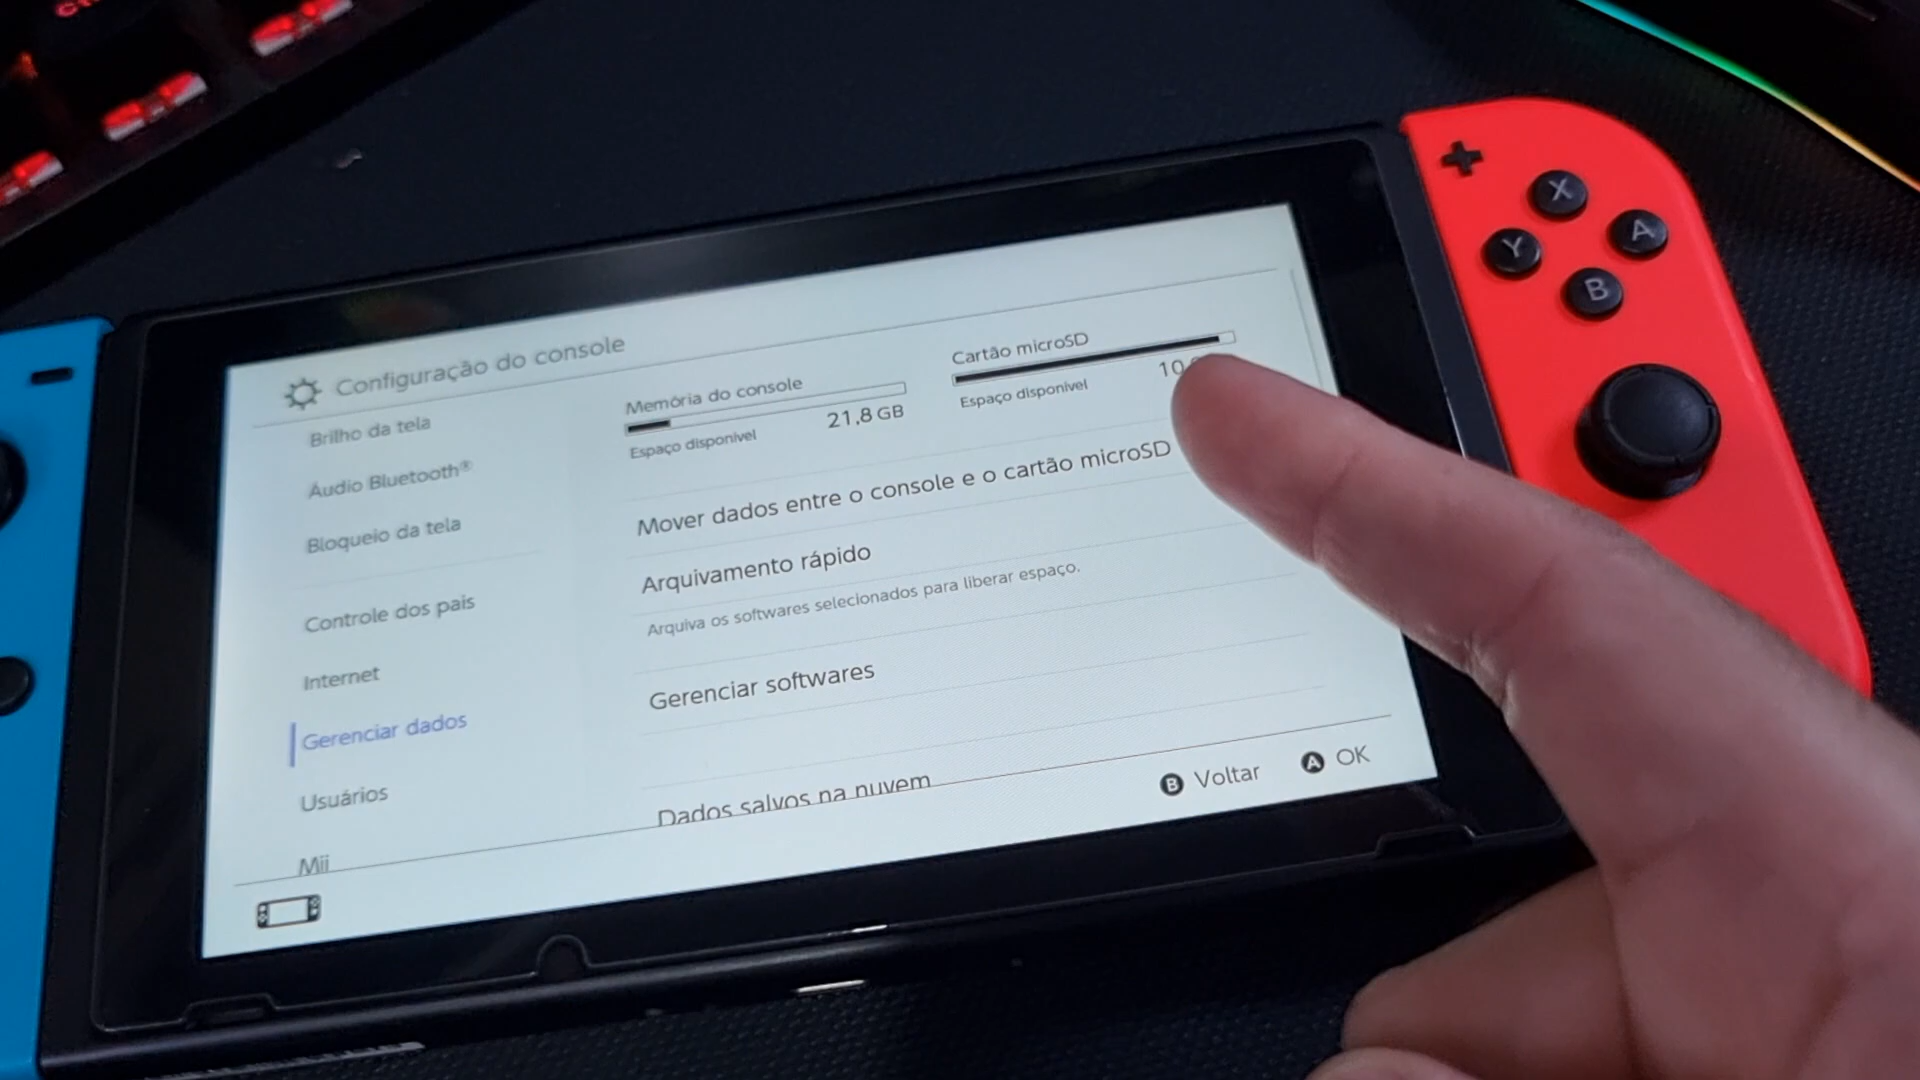 Configuração do console
Brilho da tela
Áudio Bluetooth®
Bloqueio da tela
Controle dos pais
Internet
Gerenciar dados
Usuários
Mii
Memória do console
Espaço disponível
21,8 GB
Cartão microSD
Espaço disponível
10
Mover dados entre o console e o cartão microSD
Arquivamento rápido
Arquiva os softwares selecionados para liberar espaço.
Gerenciar softwares
Dados salvos na nuvem
B Voltar
A OK
X
Y
A
B